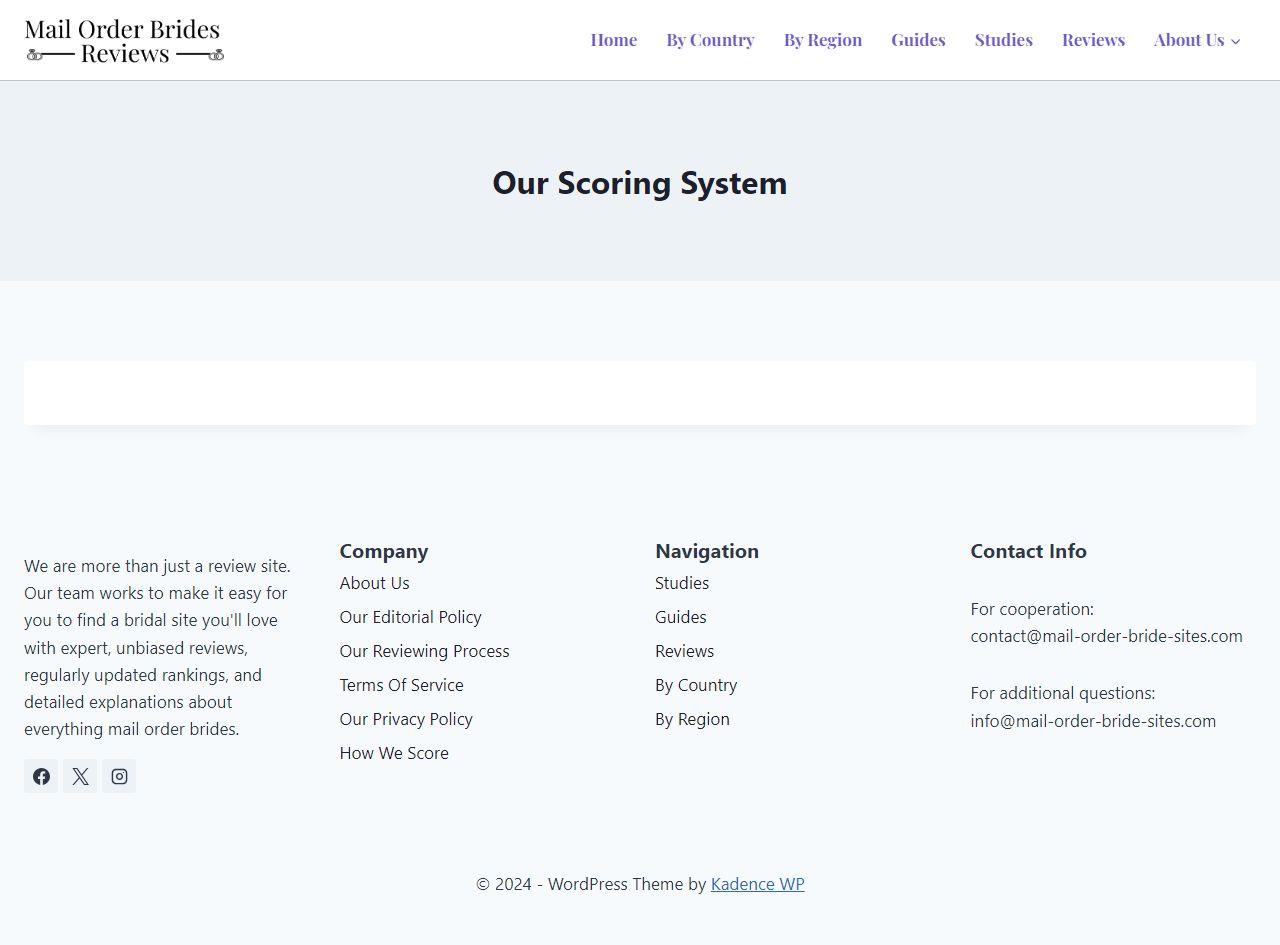 Mail Order Brides
Reviews
Home By Country By Region Guides Studies Reviews About Us
Our Scoring System
We are more than just a review site.
Our team works to make it easy for
you to find a bridal site you'll love
with expert, unbiased reviews,
regularly updated rankings, and
detailed explanations about
everything mail order brides.
Company
About Us
Our Editorial Policy
Our Reviewing Process
Terms Of Service
Our Privacy Policy
How We Score
Navigation
Studies
Guides
Reviews
By Country
By Region
Contact Info
For cooperation:
contact@mail-order-bride-sites.com
For additional questions:
info@mail-order-bride-sites.com
© 2024 - WordPress Theme by Kadence WP